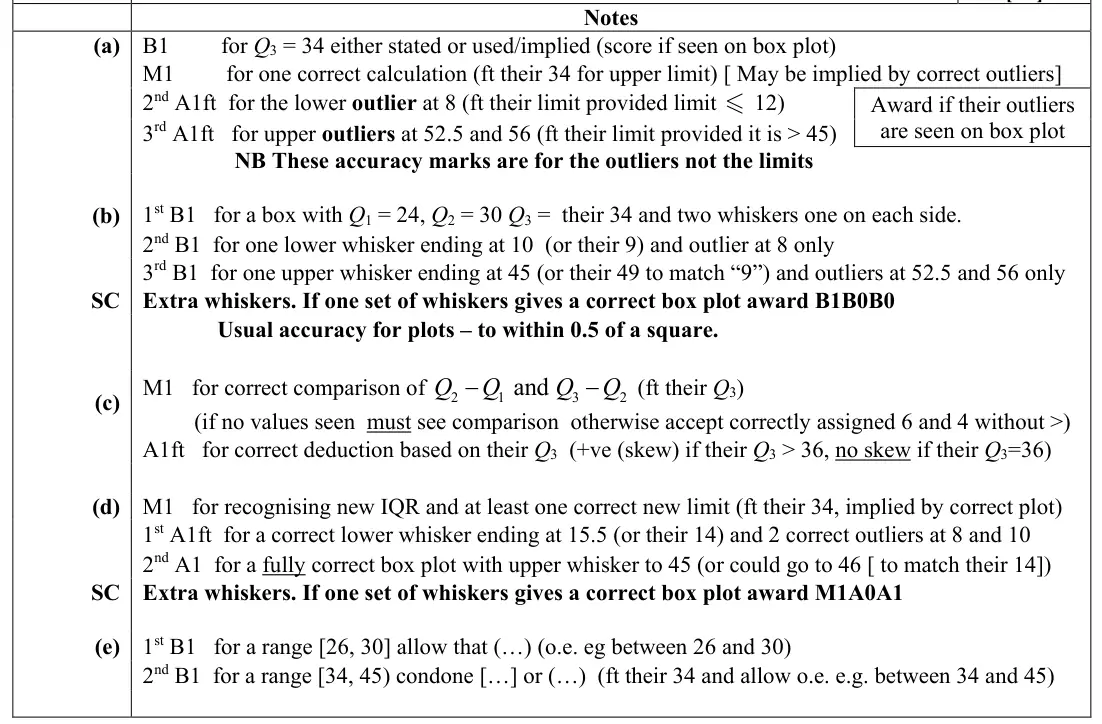 Notes
(a) B1 for Q₃ = 34 either stated or used/implied (score if seen on box plot)
M1 for one correct calculation (ft their 34 for upper limit) [ May be implied by correct outliers]
2nd A1ft for the lower outlier at 8 (ft their limit provided limit ⩽ 12)
3rd A1ft for upper outliers at 52.5 and 56 (ft their limit provided it is > 45)
Award if their outliers
are seen on box plot
NB These accuracy marks are for the outliers not the limits
(b) 1st B1 for a box with Q₁ = 24, Q₂ = 30 Q₃ = their 34 and two whiskers one on each side.
2nd B1 for one lower whisker ending at 10 (or their 9) and outlier at 8 only
3rd B1 for one upper whisker ending at 45 (or their 49 to match “9”) and outliers at 52.5 and 56 only
SC Extra whiskers. If one set of whiskers gives a correct box plot award B1B0B0
Usual accuracy for plots – to within 0.5 of a square.
(c) M1 for correct comparison of Q₂ − Q₁ and Q₃ − Q₂ (ft their Q₃)
(if no values seen must see comparison otherwise accept correctly assigned 6 and 4 without >)
A1ft for correct deduction based on their Q₃ (+ve (skew) if their Q₃ > 36, no skew if their Q₃=36)
(d) M1 for recognising new IQR and at least one correct new limit (ft their 34, implied by correct plot)
1st A1ft for a correct lower whisker ending at 15.5 (or their 14) and 2 correct outliers at 8 and 10
2nd A1 for a fully correct box plot with upper whisker to 45 (or could go to 46 [ to match their 14])
SC Extra whiskers. If one set of whiskers gives a correct box plot award M1A0A1
(e) 1st B1 for a range [26, 30] allow that (…) (o.e. eg between 26 and 30)
2nd B1 for a range [34, 45) condone […] or (…) (ft their 34 and allow o.e. e.g. between 34 and 45)